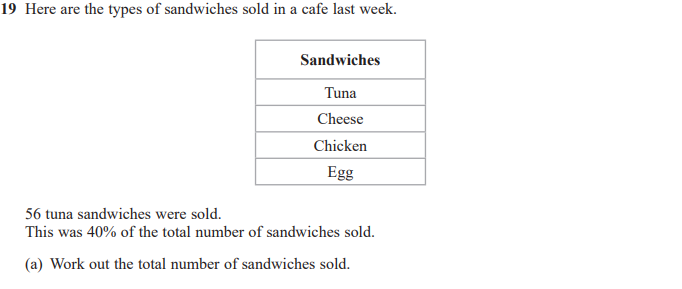 19 Here are the types of sandwiches sold in a cafe last week.
Sandwiches
Tuna
Cheese
Chicken
Egg
56 tuna sandwiches were sold.
This was 40% of the total number of sandwiches sold.
(a) Work out the total number of sandwiches sold.